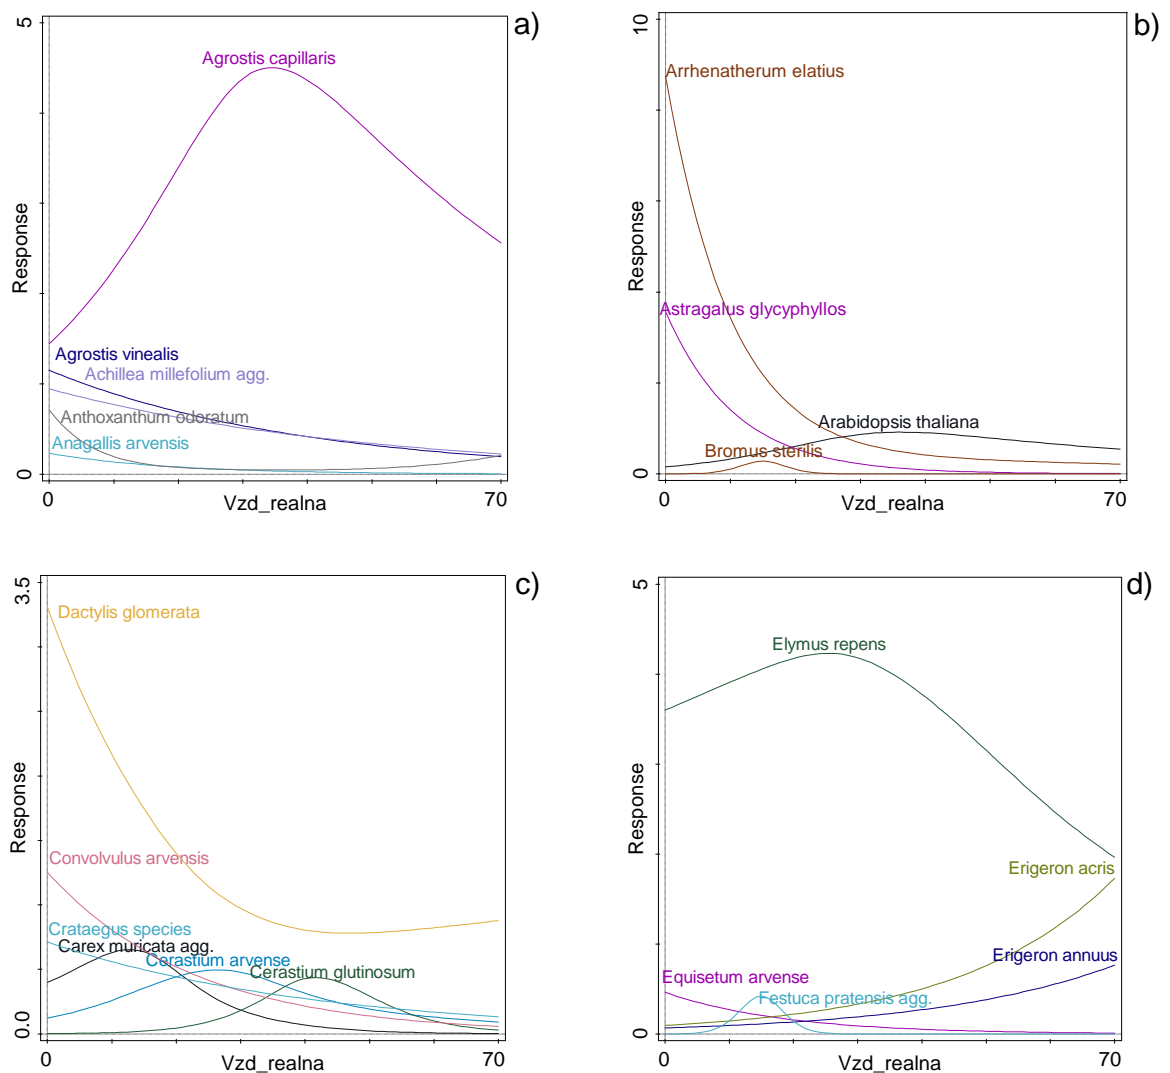 a)
5
Agrostis capillaris
Response
Agrostis vinealis
Achillea millefolium agg.
Anthoxanthum odoratum
Anagallis arvensis
0
0
Vzd_realna
70
b)
10
Arrhenatherum elatius
Response
Astragalus glycyphyllos
Arabidopsis thaliana
Bromus sterilis
0
0
Vzd_realna
70
c)
3.5
Dactylis glomerata
Response
Convolvulus arvensis
Crataegus species
Carex muricata agg.
Cerastium arvense
Cerastium glutinosum
0.0
0
Vzd_realna
70
d)
5
Elymus repens
Response
Erigeron acris
Erigeron annuus
Equisetum arvense
Festuca pratensis agg.
0
0
Vzd_realna
70